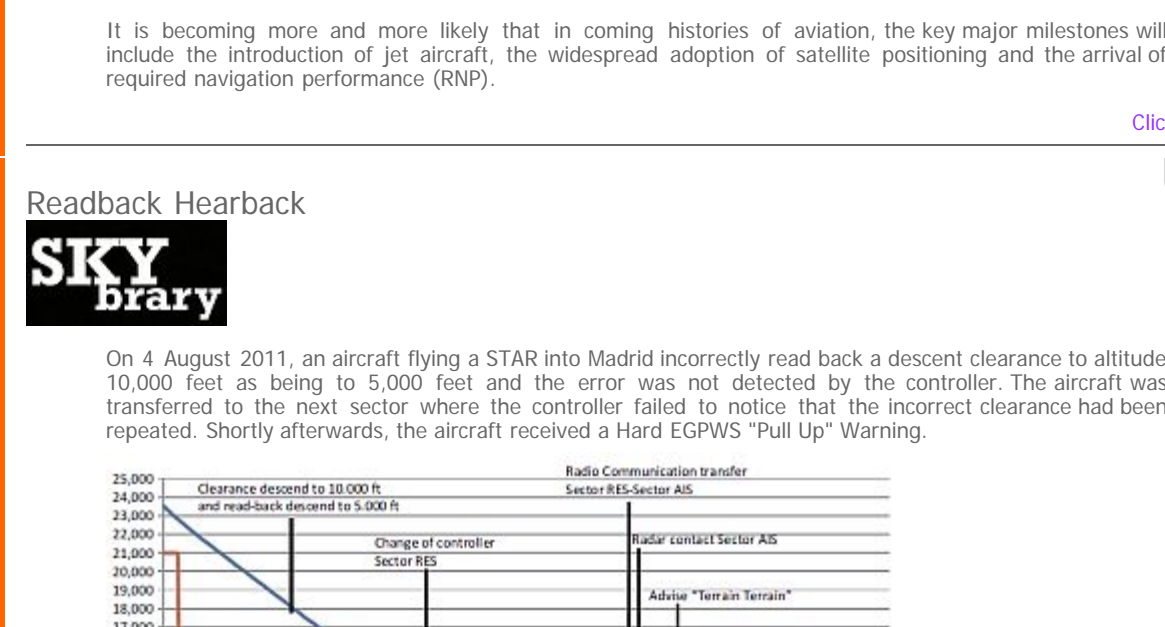 It is becoming more and more likely that in coming histories of aviation, the key major milestones will
include the introduction of jet aircraft, the widespread adoption of satellite positioning and the arrival of
required navigation performance (RNP).
Clic
Readback Hearback
SKY
brary
On 4 August 2011, an aircraft flying a STAR into Madrid incorrectly read back a descent clearance to altitude
10,000 feet as being to 5,000 feet and the error was not detected by the controller. The aircraft was
transferred to the next sector where the controller failed to notice that the incorrect clearance had been
repeated. Shortly afterwards, the aircraft received a Hard EGPWS "Pull Up" Warning.
Radio Communication transfer
Sector RES-Sector AIS
Clearance descend to 10.000 ft
and read-back descend to 5.000 ft
Change of controller
Sector RES
Radar contact Sector AIS
Advise "Terrain Terrain"
25,000
24,000
23,000
22,000
21,000
20,000
19,000
18,000
17,000